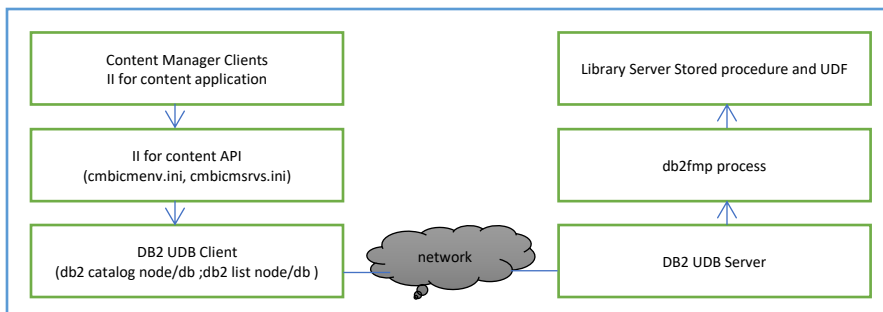 Content Manager Clients
II for content application
Library Server Stored procedure and UDF
II for content API
(cmbicmenv.ini, cmbicmsrvs.ini)
db2fmp process
DB2 UDB Client
(db2 catalog node/db ;db2 list node/db )
network
DB2 UDB Server